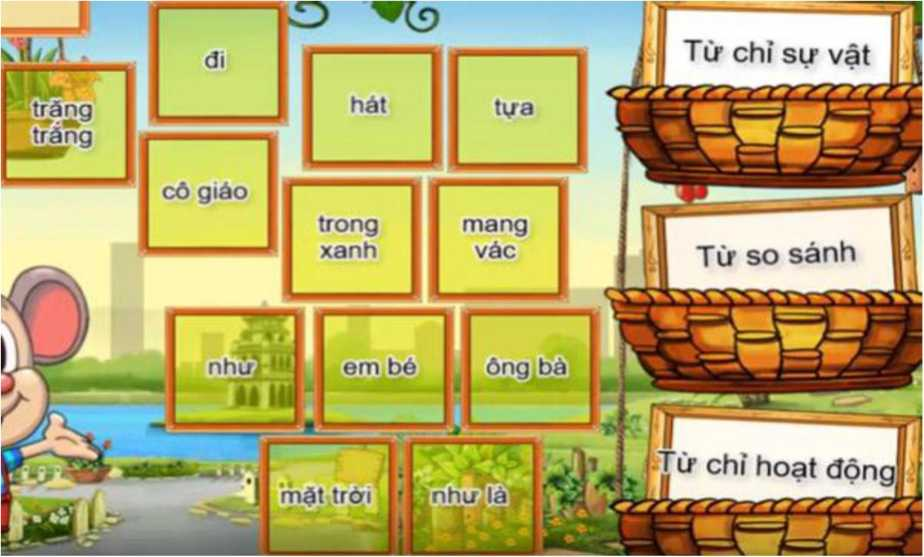 đi
trăng
trắng
hát
tựa
cô giáo
trong
xanh
mang
vác
như
em bé
ông bà
mặt trời
như là
Từ chỉ sự vật
Từ so sánh
Từ chỉ hoạt động